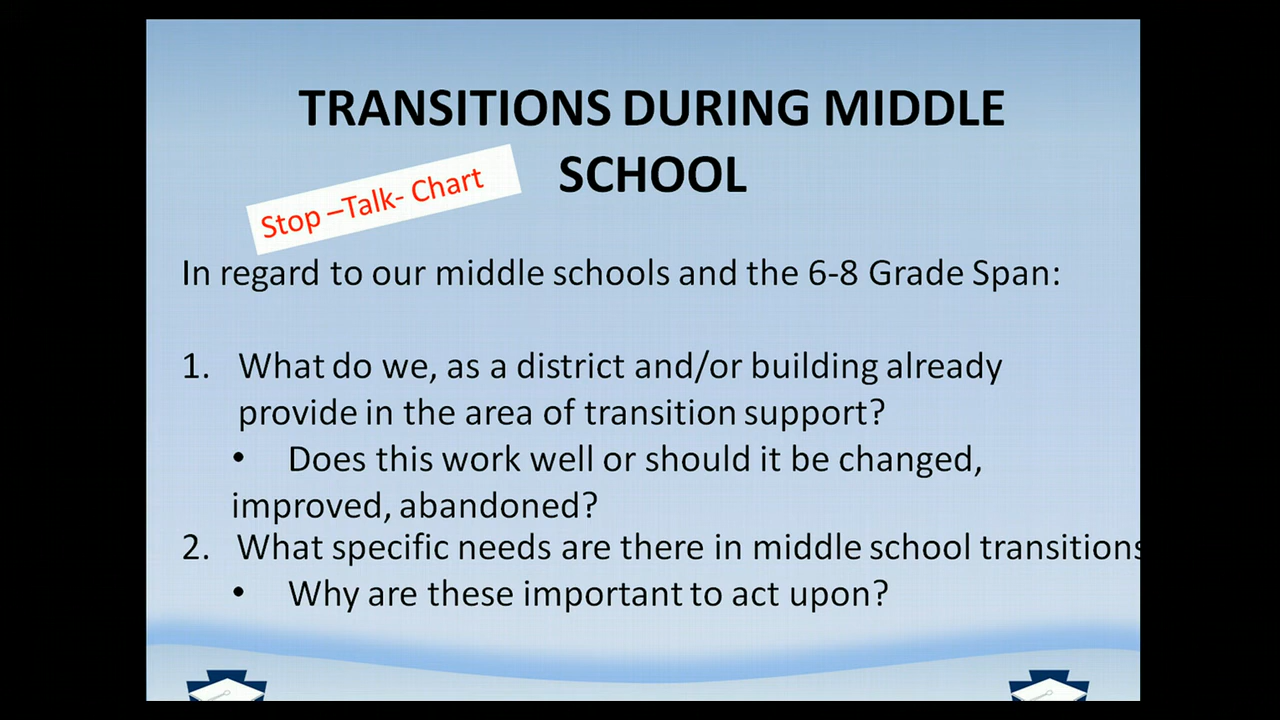 TRANSITIONS DURING MIDDLE
SCHOOL
Stop –Talk- Chart
In regard to our middle schools and the 6-8 Grade Span:
1. What do we, as a district and/or building already
provide in the area of transition support?
• Does this work well or should it be changed,
improved, abandoned?
2. What specific needs are there in middle school transitions
• Why are these important to act upon?